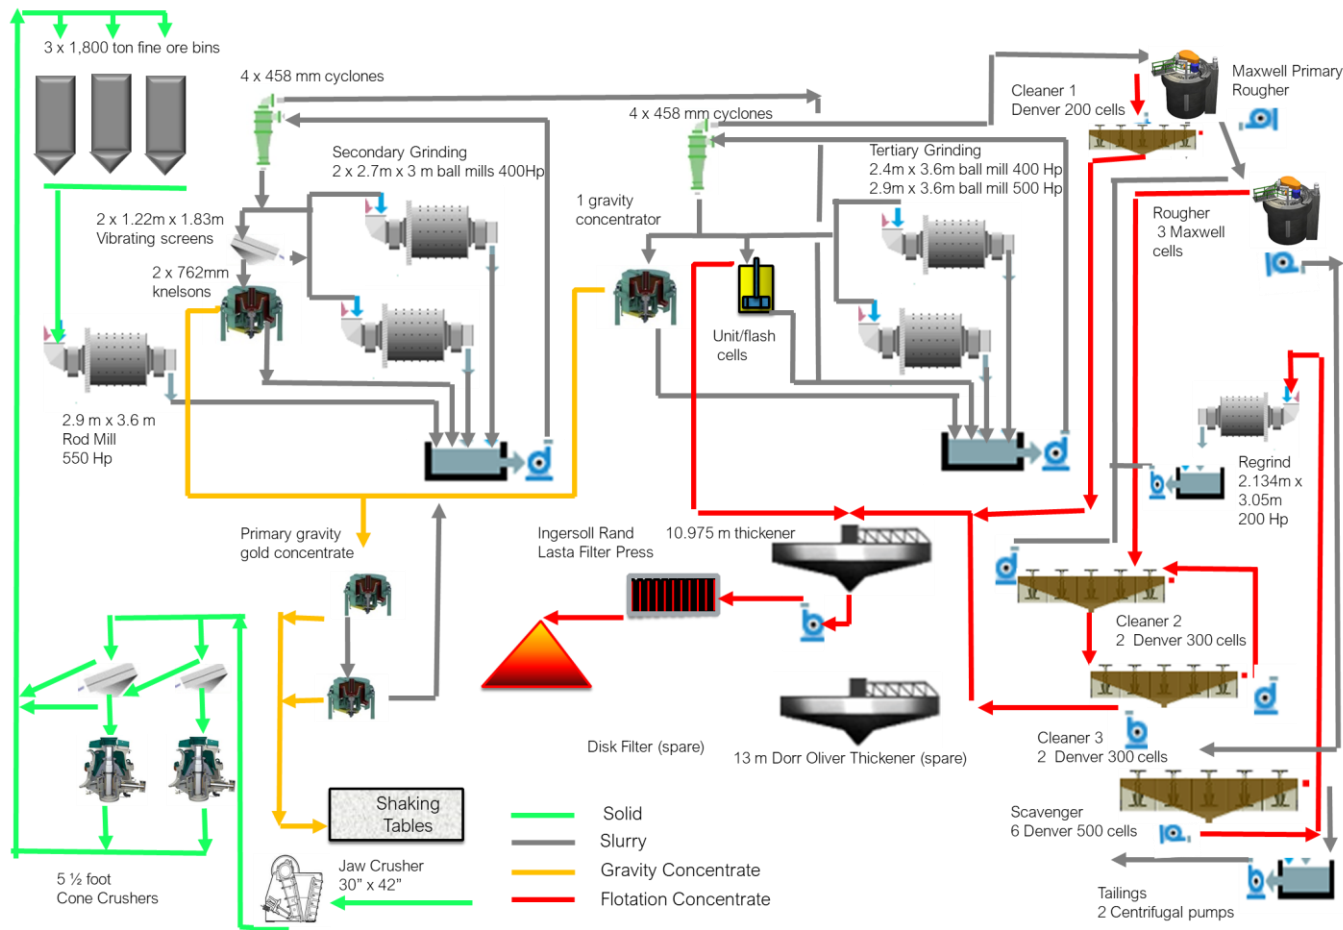 3 x 1,800 ton fine ore bins
4 x 458 mm cyclones
4 x 458 mm cyclones
Cleaner 1
Denver 200 cells
Maxwell Primary
Rougher
Secondary Grinding
2 x 2.7m x 3 m ball mills 400Hp
Tertiary Grinding
2.4m x 3.6m ball mill 400 Hp
2.9m x 3.6m ball mill 500 Hp
1 gravity
concentrator
2 x 1.22m x 1.83m
Vibrating screens
2 x 762mm
knelsons
Rougher
3 Maxwell
cells
Unit/flash
cells
2.9 m x 3.6 m
Rod Mill
550 Hp
Regrind
2.134m x
3.05m
200 Hp
Primary gravity
gold concentrate
Ingersoll Rand
Lasta Filter Press
10.975 m thickener
Cleaner 2
2 Denver 300 cells
Disk Filter (spare)
13 m Dorr Oliver Thickener (spare)
Cleaner 3
2 Denver 300 cells
Shaking
Tables
Scavenger
6 Denver 500 cells
Solid
Slurry
Gravity Concentrate
Flotation Concentrate
5 ½ foot
Cone Crushers
Jaw Crusher
30” x 42”
Tailings
2 Centrifugal pumps